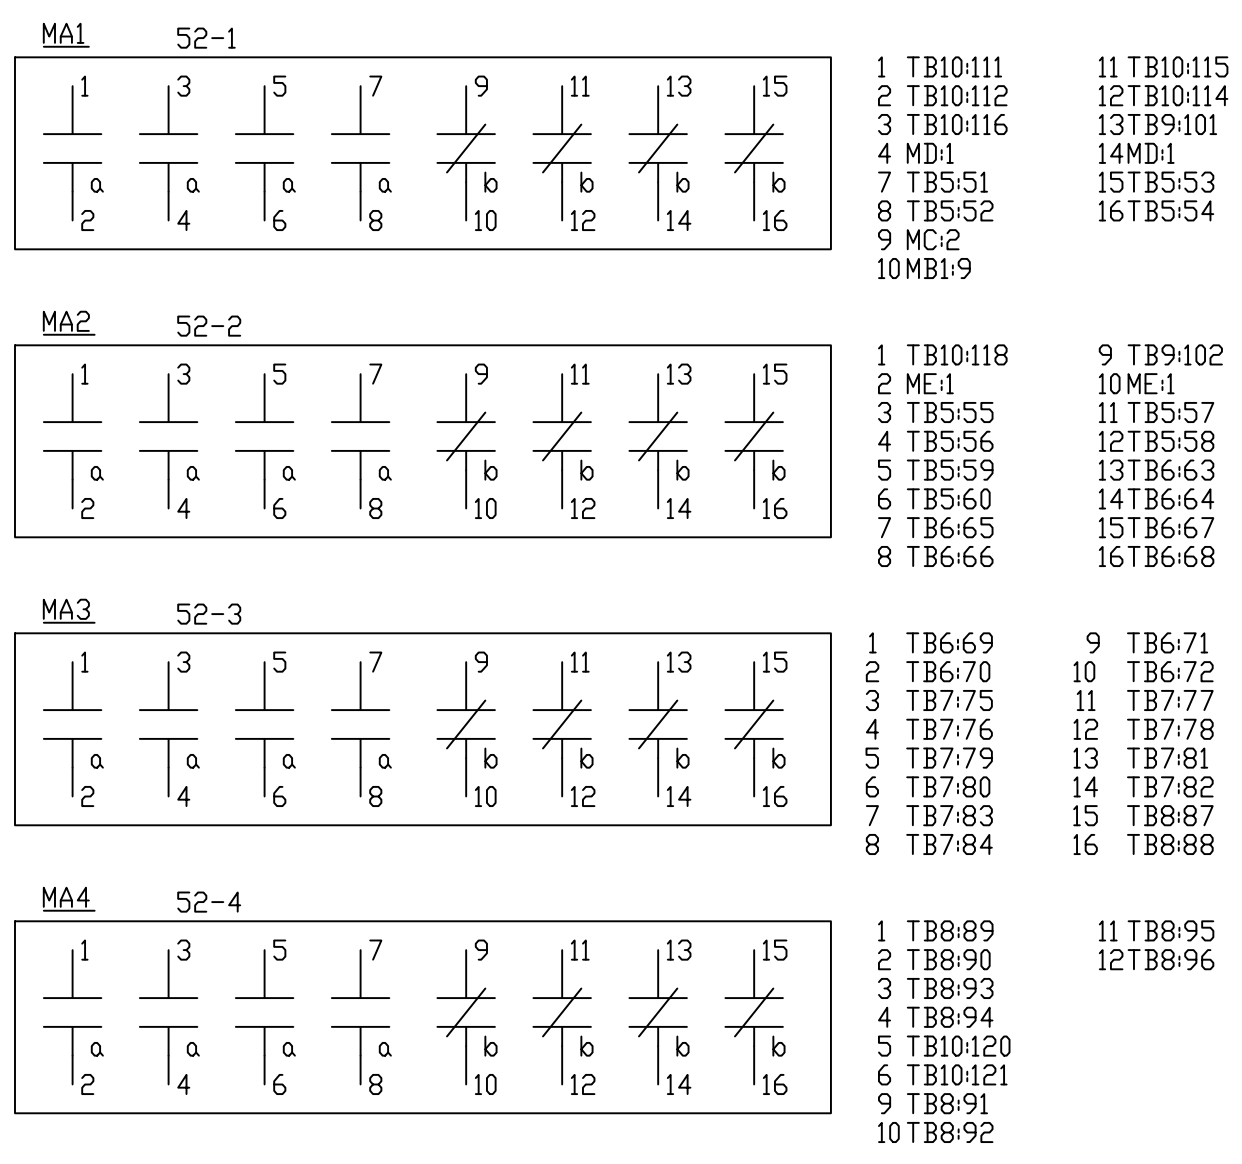 MA1 52-1
1 3 5 7 9 11 13 15
a a a a b b b b
2 4 6 8 10 12 14 16
1 TB10:111 11 TB10:115
2 TB10:112 12 TB10:114
3 TB10:116 13 TB9:101
4 MD:1 14 MD:1
7 TB5:51 15 TB5:53
8 TB5:52 16 TB5:54
9 MC:2
10 MB1:9
MA2 52-2
1 3 5 7 9 11 13 15
a a a a b b b b
2 4 6 8 10 12 14 16
1 TB10:118 9 TB9:102
2 ME:1 10 ME:1
3 TB5:55 11 TB5:57
4 TB5:56 12 TB5:58
5 TB5:59 13 TB6:63
6 TB5:60 14 TB6:64
7 TB6:65 15 TB6:67
8 TB6:66 16 TB6:68
MA3 52-3
1 3 5 7 9 11 13 15
a a a a b b b b
2 4 6 8 10 12 14 16
1 TB6:69 9 TB6:71
2 TB6:70 10 TB6:72
3 TB7:75 11 TB7:77
4 TB7:76 12 TB7:78
5 TB7:79 13 TB7:81
6 TB7:80 14 TB7:82
7 TB7:83 15 TB8:87
8 TB7:84 16 TB8:88
MA4 52-4
1 3 5 7 9 11 13 15
a a a a b b b b
2 4 6 8 10 12 14 16
1 TB8:89 11 TB8:95
2 TB8:90 12 TB8:96
3 TB8:93
4 TB8:94
5 TB10:120
6 TB10:121
9 TB8:91
10 TB8:92